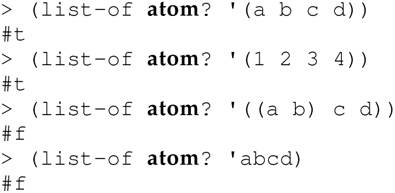 > (list-of atom? '(a b c d))
#t
> (list-of atom? '(1 2 3 4))
#t
> (list-of atom? '((a b) c d))
#f
> (list-of atom? 'abcd)
#f